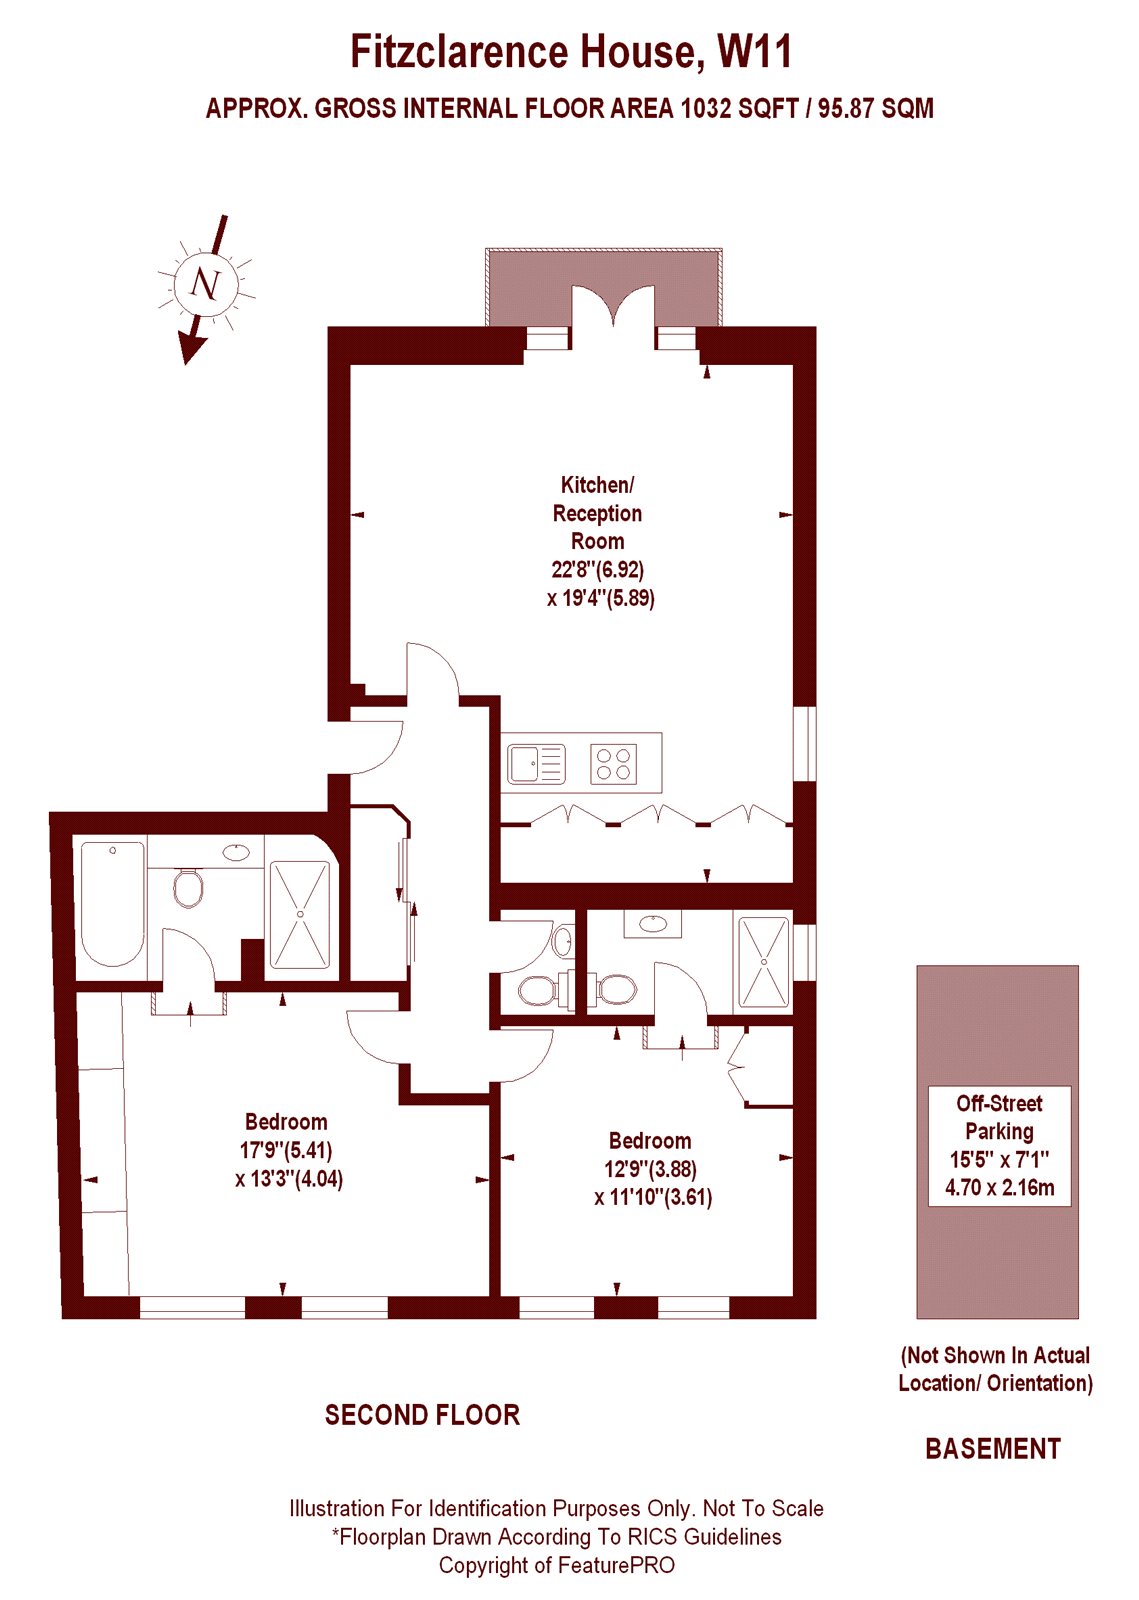 Fitzclarence House, W11
APPROX. GROSS INTERNAL FLOOR AREA 1032 SQFT / 95.87 SQM
N
Kitchen/
Reception
Room
22'8"(6.92)
x 19'4"(5.89)
Bedroom
17'9"(5.41)
x 13'3"(4.04)
Bedroom
12'9"(3.88)
x 11'10"(3.61)
Off-Street
Parking
15'5" x 7'1"
4.70 x 2.16m
(Not Shown In Actual
Location/ Orientation)
SECOND FLOOR
BASEMENT
Illustration For Identification Purposes Only. Not To Scale
*Floorplan Drawn According To RICS Guidelines
Copyright of FeaturePRO